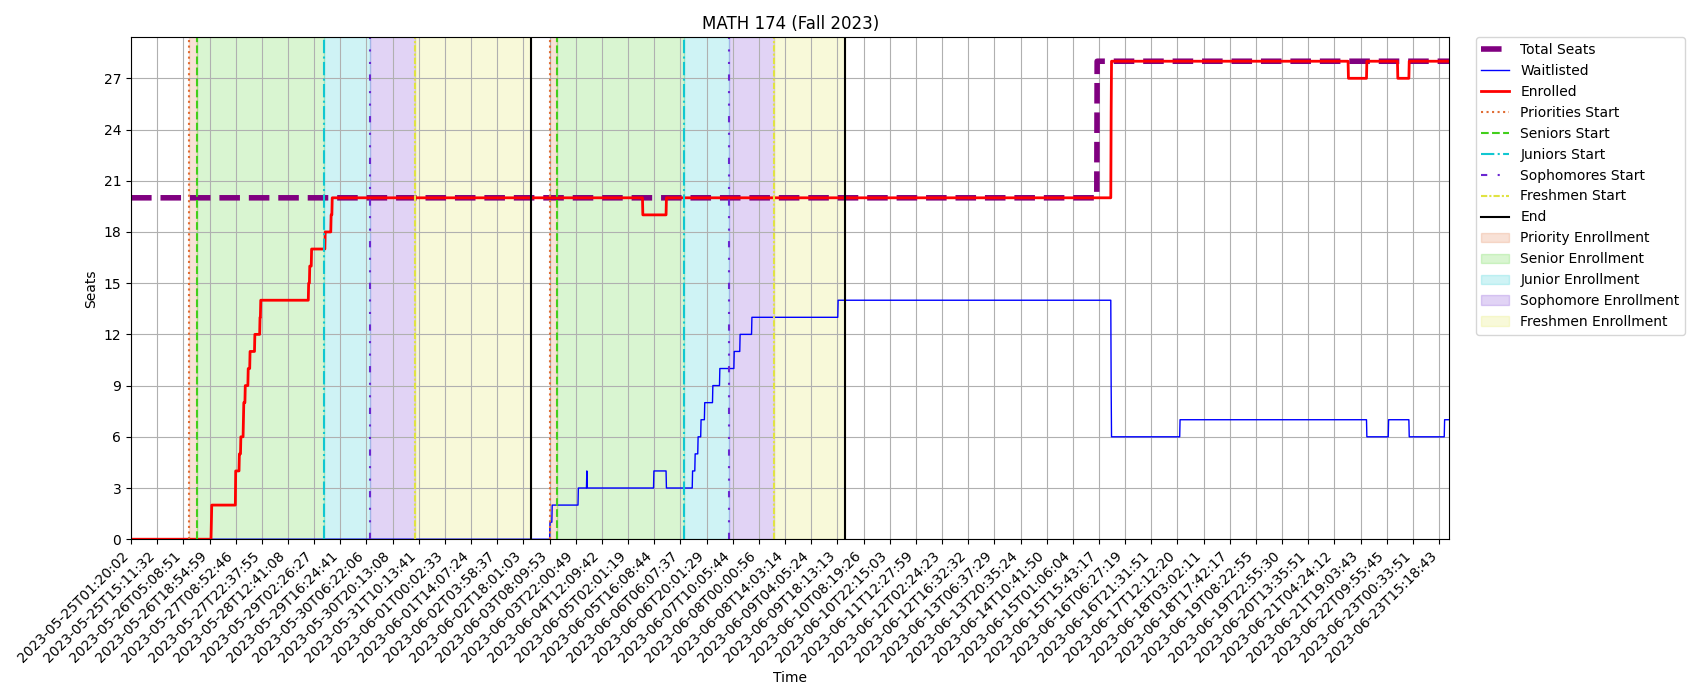 MATH 174 (Fall 2023)
Seats
27
24
21
18
15
12
9
6
3
0
2023-05-25T01:20:02
2023-05-25T15:11:32
2023-05-26T05:08:51
2023-05-26T18:54:59
2023-05-27T08:52:46
2023-05-27T22:37:55
2023-05-28T12:41:08
2023-05-29T02:26:27
2023-05-29T16:24:41
2023-05-30T06:22:06
2023-05-30T20:13:08
2023-05-31T10:13:41
2023-06-01T00:02:33
2023-06-01T14:07:24
2023-06-02T03:58:37
2023-06-02T18:01:03
2023-06-03T08:09:53
2023-06-03T22:00:49
2023-06-04T12:09:42
2023-06-05T02:01:19
2023-06-05T16:08:44
2023-06-06T06:07:37
2023-06-06T20:01:29
2023-06-07T10:05:44
2023-06-08T00:00:56
2023-06-08T14:03:14
2023-06-09T04:05:24
2023-06-09T18:13:13
2023-06-10T08:19:26
2023-06-10T22:15:03
2023-06-11T12:27:59
2023-06-12T02:24:23
2023-06-12T16:32:32
2023-06-13T06:37:29
2023-06-13T20:35:24
2023-06-14T10:41:50
2023-06-15T01:06:04
2023-06-15T15:43:17
2023-06-16T06:27:19
2023-06-16T21:31:51
2023-06-17T12:12:20
2023-06-18T03:02:11
2023-06-18T17:42:17
2023-06-19T08:22:55
2023-06-19T22:55:30
2023-06-20T13:35:51
2023-06-21T04:24:12
2023-06-21T19:03:43
2023-06-22T09:55:45
2023-06-23T00:33:51
2023-06-23T15:18:43
Time
Total Seats
Waitlisted
Enrolled
Priorities Start
Seniors Start
Juniors Start
Sophomores Start
Freshmen Start
End
Priority Enrollment
Senior Enrollment
Junior Enrollment
Sophomore Enrollment
Freshmen Enrollment